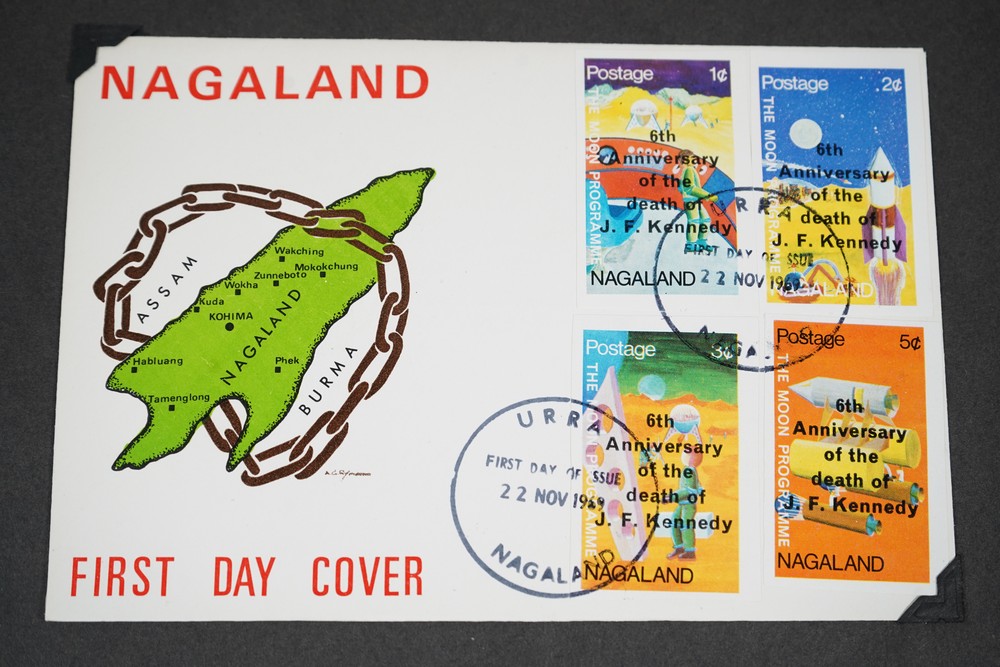 NAGALAND
ASSAM
Wakching
Mokokchung
Zunneboto
Wokha
Kuda
KOHIMA
NAGALAND
Habluang
Phek
BURMA
Tamenglong
FIRST DAY COVER
Postage 1¢
THE MOON PROGRAMME
6th
Anniversary
of the
death of
J. F. Kennedy
NAGALAND
Postage 2¢
THE MOON PROGRAMME
6th
Anniversary
of the
death of
J. F. Kennedy
NAGALAND
URRA
FIRST DAY OF ISSUE
22 NOV 1969
Postage 3¢
THE MOON PROGRAMME
6th
Anniversary
of the
death of
J. F. Kennedy
NAGALAND
Postage 5¢
THE MOON PROGRAMME
6th
Anniversary
of the
death of
J. F. Kennedy
NAGALAND
URRA
FIRST DAY OF ISSUE
22 NOV 1969
NAGALAND